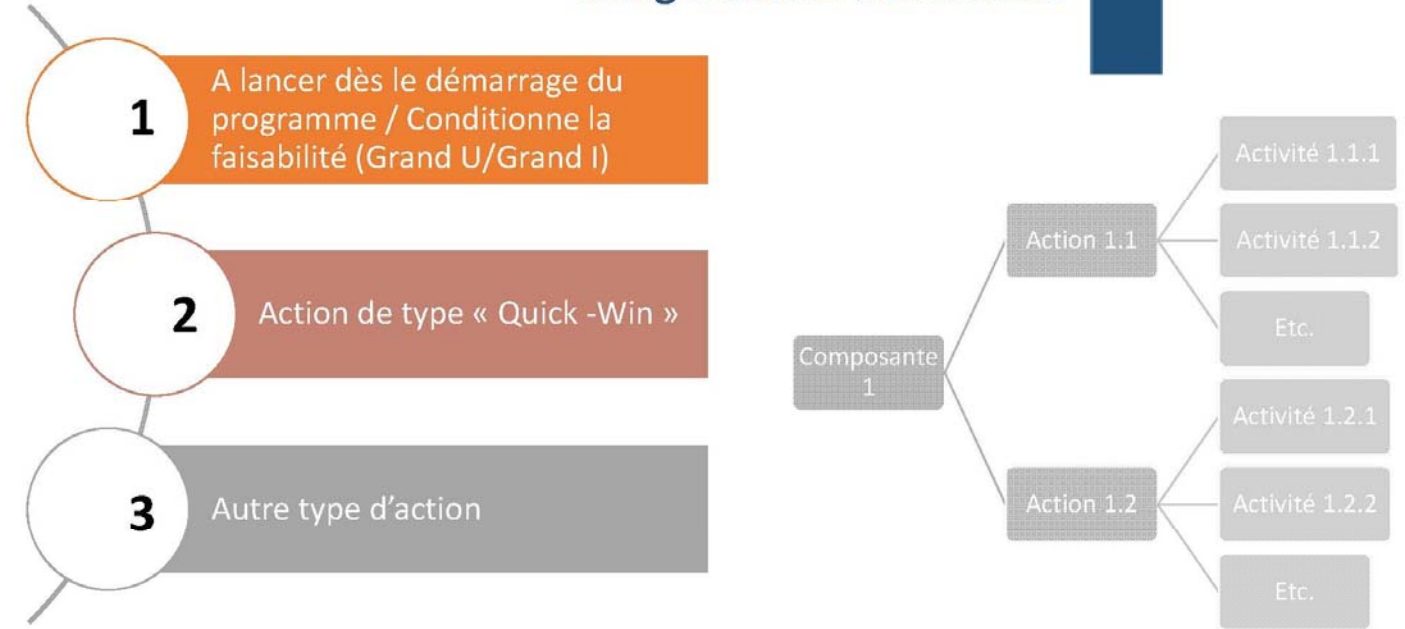 1
A lancer dès le démarrage du
programme / Conditionne la
faisabilité (Grand U/Grand I)
2
Action de type « Quick -Win »
3
Autre type d’action
Composante
1
Action 1.1
Activité 1.1.1
Activité 1.1.2
Etc.
Action 1.2
Activité 1.2.1
Activité 1.2.2
Etc.